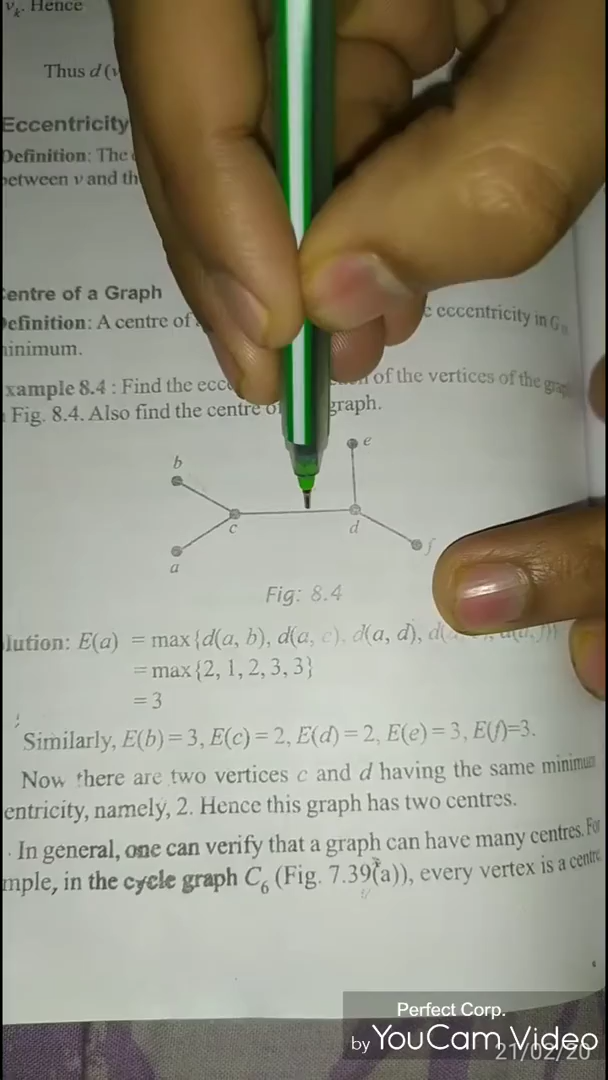 v_k. Hence
Thus d (v
Eccentricity
Definition: The
between v and th
Centre of a Graph
Definition: A centre of e eccentricity in G
minimum.
xample 8.4 : Find the ecce of the vertices of the grap
Fig. 8.4. Also find the centre of graph.
b
e
c
d
a
f
Fig: 8.4
lution: E(a) = max{d(a, b), d(a, c), d(a, d), d(
= max{2, 1, 2, 3, 3}
= 3
Similarly, E(b) = 3, E(c) = 2, E(d) = 2, E(e) = 3, E(f)=3.
Now there are two vertices c and d having the same minimum
entricity, namely, 2. Hence this graph has two centres.
In general, one can verify that a graph can have many centres. For
mple, in the cycle graph C₆ (Fig. 7.39(a)), every vertex is a centre
Perfect Corp.
by YouCam Video
21/02/20